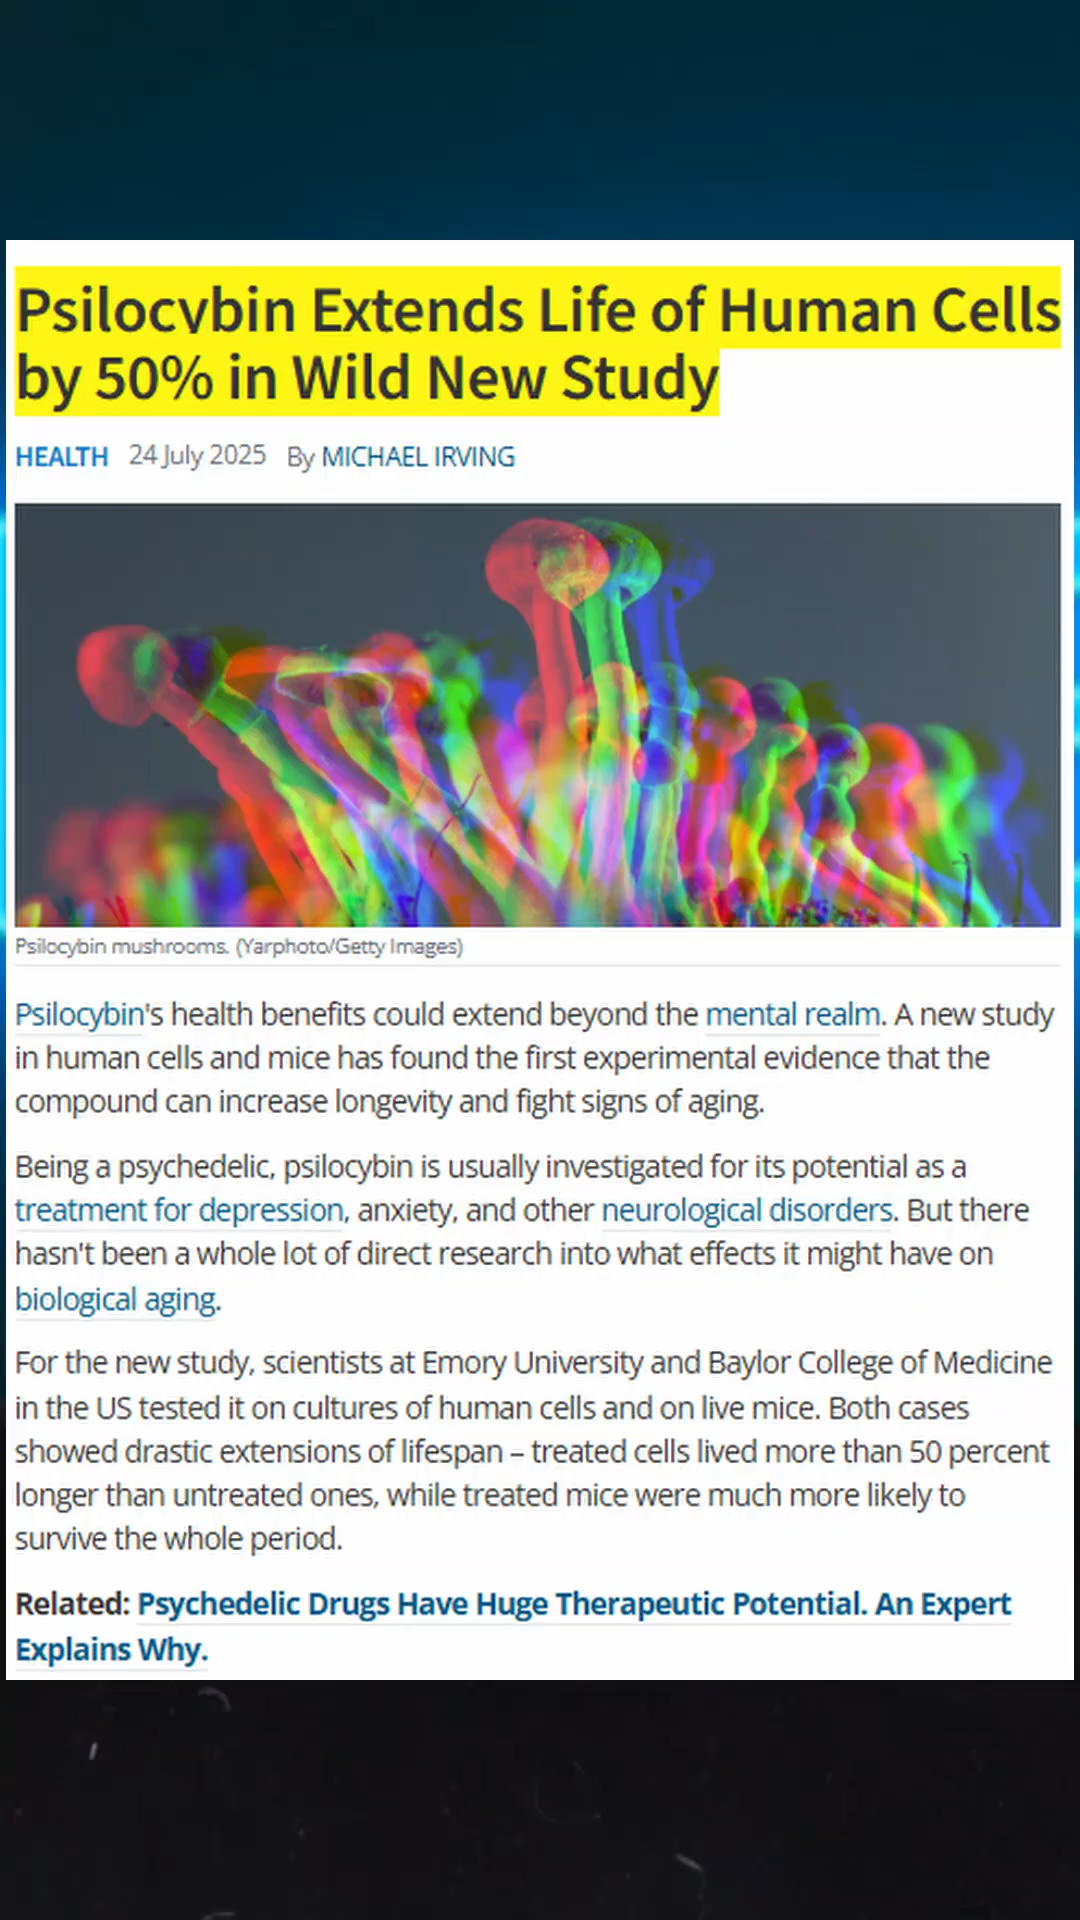 Psilocybin Extends Life of Human Cells
by 50% in Wild New Study
HEALTH 24 July 2025 By MICHAEL IRVING
Psilocybin mushrooms. (Yarphoto/Getty Images)
Psilocybin's health benefits could extend beyond the mental realm. A new study
in human cells and mice has found the first experimental evidence that the
compound can increase longevity and fight signs of aging.
Being a psychedelic, psilocybin is usually investigated for its potential as a
treatment for depression, anxiety, and other neurological disorders. But there
hasn't been a whole lot of direct research into what effects it might have on
biological aging.
For the new study, scientists at Emory University and Baylor College of Medicine
in the US tested it on cultures of human cells and on live mice. Both cases
showed drastic extensions of lifespan – treated cells lived more than 50 percent
longer than untreated ones, while treated mice were much more likely to
survive the whole period.
Related: Psychedelic Drugs Have Huge Therapeutic Potential. An Expert
Explains Why.